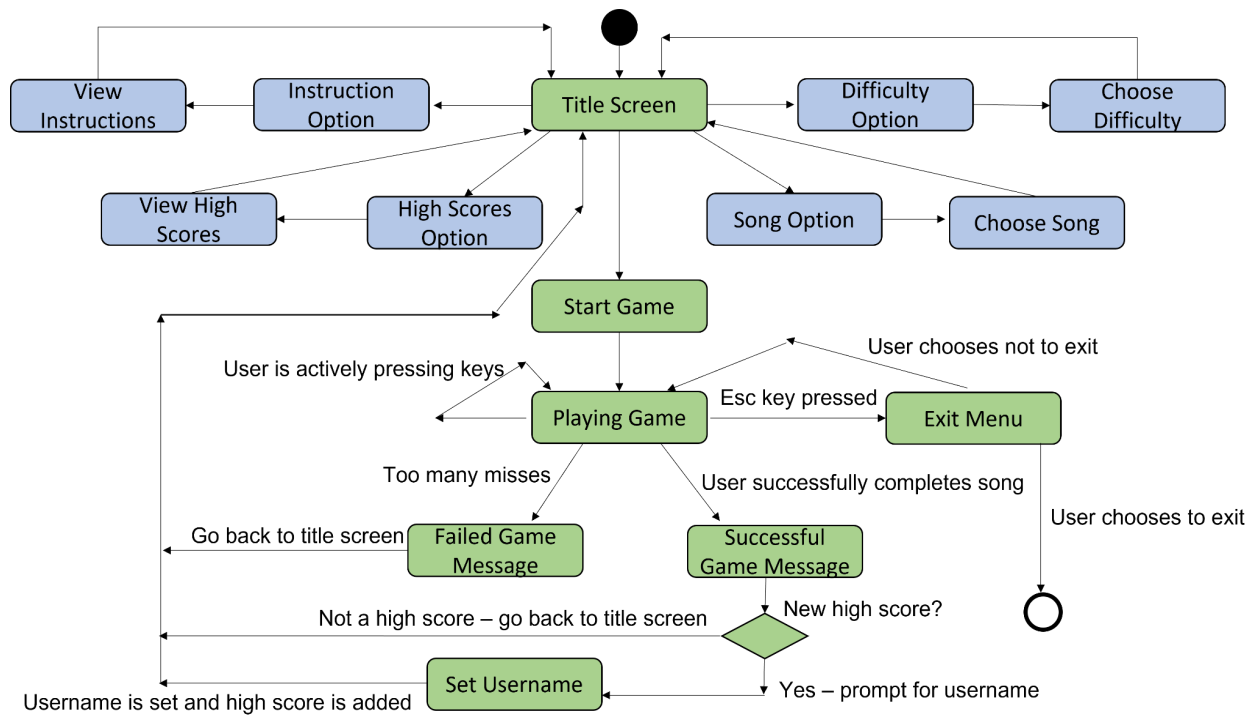 View
Instructions
Instruction
Option
Title Screen
Difficulty
Option
Choose
Difficulty
View High
Scores
High Scores
Option
Song Option
Choose Song
Start Game
User is actively pressing keys
User chooses not to exit
Playing Game
Esc key pressed
Exit Menu
Too many misses
User successfully completes song
Go back to title screen
Failed Game
Message
Successful
Game Message
User chooses to exit
Not a high score – go back to title screen
New high score?
Set Username
Username is set and high score is added
Yes – prompt for username